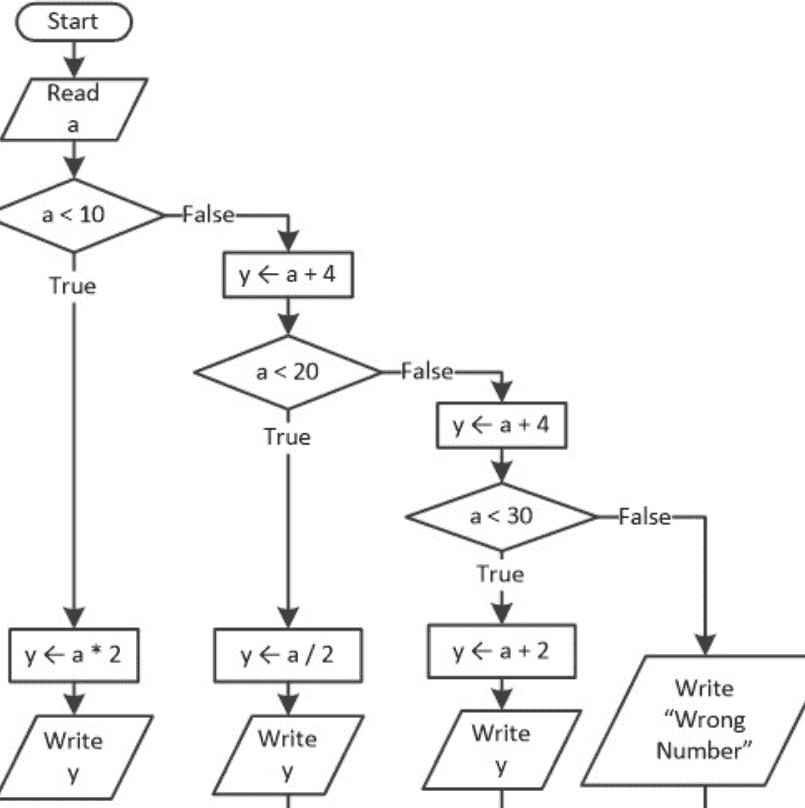 Start
Read
a
a < 10
False
True
y ← a + 4
a < 20
False
True
y ← a + 4
a < 30
False
True
y ← a * 2
y ← a / 2
y ← a + 2
Write
y
Write
y
Write
y
Write
“Wrong
Number”